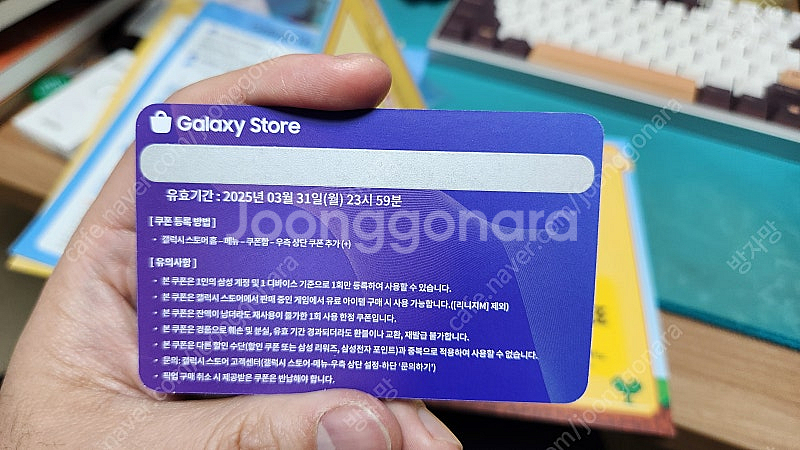 Galaxy Store
유효기간 : 2025년 03월 31일(월) 23시 59분
[ 쿠폰 등록 방법 ]
- 갤럭시 스토어 홈 – 메뉴 – 쿠폰함 – 우측 상단 쿠폰 추가 (+)
[ 유의사항 ]
- 본 쿠폰은 1인의 삼성 계정 및 1 디바이스 기준으로 1회만 등록하여 사용할 수 있습니다.
- 본 쿠폰은 갤럭시 스토어에서 판매 중인 게임에서 유료 아이템 구매 시 사용 가능합니다.([리니지M] 제외)
- 본 쿠폰은 잔액이 남더라도 재사용이 불가한 1회 사용 한정 쿠폰입니다.
- 본 쿠폰은 경품으로 훼손 및 분실, 유효 기간 경과되더라도 환불이나 교환, 재발급 불가합니다.
- 본 쿠폰은 다른 할인 수단(할인 쿠폰 또는 삼성 리워즈, 삼성전자 포인트)과 중복으로 적용하여 사용할 수 없습니다.
- 문의: 갤럭시 스토어 고객센터(갤럭시 스토어-메뉴-우측 상단 설정-하단 '문의하기')
- 픽업 구매 취소 시 제공받은 쿠폰은 반납해야 합니다.
Joonggonara
cafe.naver.com/joonggonara
방자망